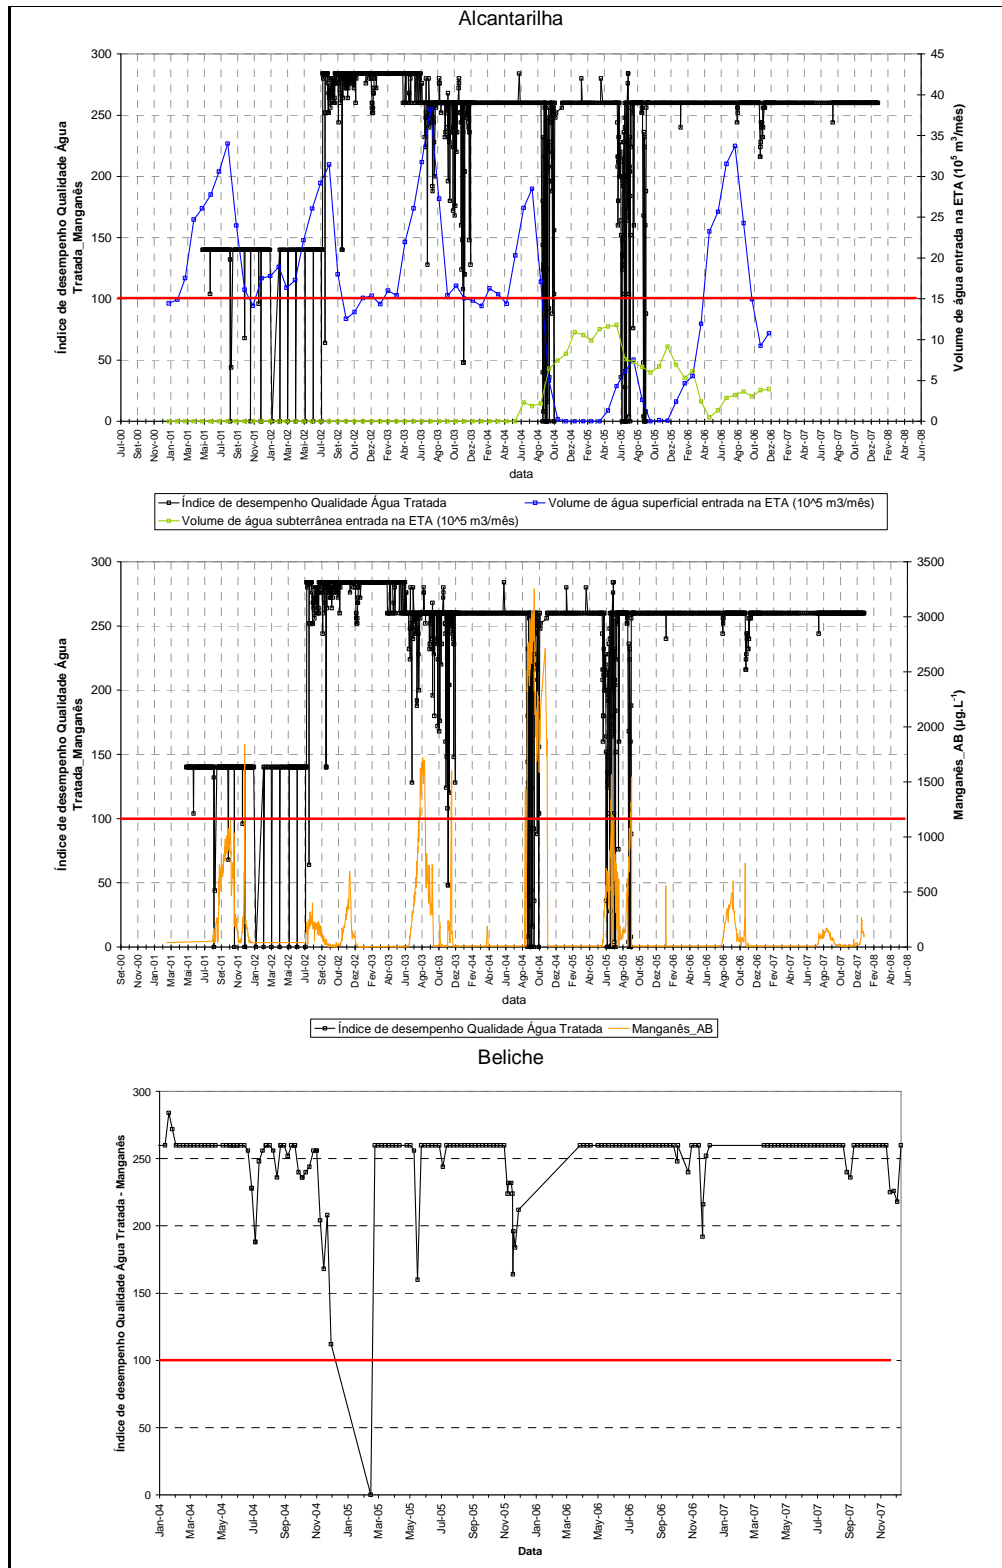 Alcantarilha
300
250
200
150
100
50
0
45
40
35
30
25
20
15
10
5
0
Índice de desempenho Qualidade Água
Tratada_Manganês
Volume de água entrada na ETA (10⁵ m³/mês)
Jul-00
Set-00
Nov-00
Jan-01
Mar-01
Mai-01
Jul-01
Set-01
Nov-01
Jan-02
Mar-02
Mai-02
Jul-02
Set-02
Out-02
Dez-02
Fev-03
Abr-03
Jun-03
Ago-03
Out-03
Dez-03
Fev-04
Abr-04
Jun-04
Ago-04
Out-04
Dez-04
Fev-05
Abr-05
Jun-05
Ago-05
Out-05
Dez-05
Fev-06
Abr-06
Jun-06
Ago-06
Out-06
Dez-06
Fev-07
Abr-07
Jun-07
Ago-07
Out-07
Dez-07
Fev-08
Abr-08
Jun-08
data
Índice de desempenho Qualidade Água Tratada
Volume de água superficial entrada na ETA (10^5 m3/mês)
Volume de água subterrânea entrada na ETA (10^5 m3/mês)
300
250
200
150
100
50
0
3500
3000
2500
2000
1500
1000
500
0
Índice de desempenho Qualidade Água
Tratada_Manganês
Manganês_AB (µg.L⁻¹)
Set-00
Nov-00
Jan-01
Mar-01
Mai-01
Jul-01
Set-01
Nov-01
Jan-02
Mar-02
Mai-02
Jul-02
Set-02
Out-02
Dez-02
Fev-03
Abr-03
Jun-03
Ago-03
Out-03
Dez-03
Fev-04
Abr-04
Jun-04
Ago-04
Out-04
Dez-04
Fev-05
Abr-05
Jun-05
Ago-05
Out-05
Dez-05
Fev-06
Abr-06
Jun-06
Ago-06
Out-06
Dez-06
Fev-07
Abr-07
Jun-07
Ago-07
Out-07
Dez-07
Fev-08
Abr-08
Jun-08
data
Índice de desempenho Qualidade Água Tratada
Manganês_AB
Beliche
300
250
200
150
100
50
0
Índice de desempenho Qualidade Água Tratada - Manganês
Jan-04
Mar-04
Mai-04
Jul-04
Set-04
Nov-04
Jan-05
Mar-05
Mai-05
Jul-05
Set-05
Nov-05
Jan-06
Mar-06
Mai-06
Jul-06
Set-06
Nov-06
Jan-07
Mar-07
Mai-07
Jul-07
Set-07
Nov-07
Data